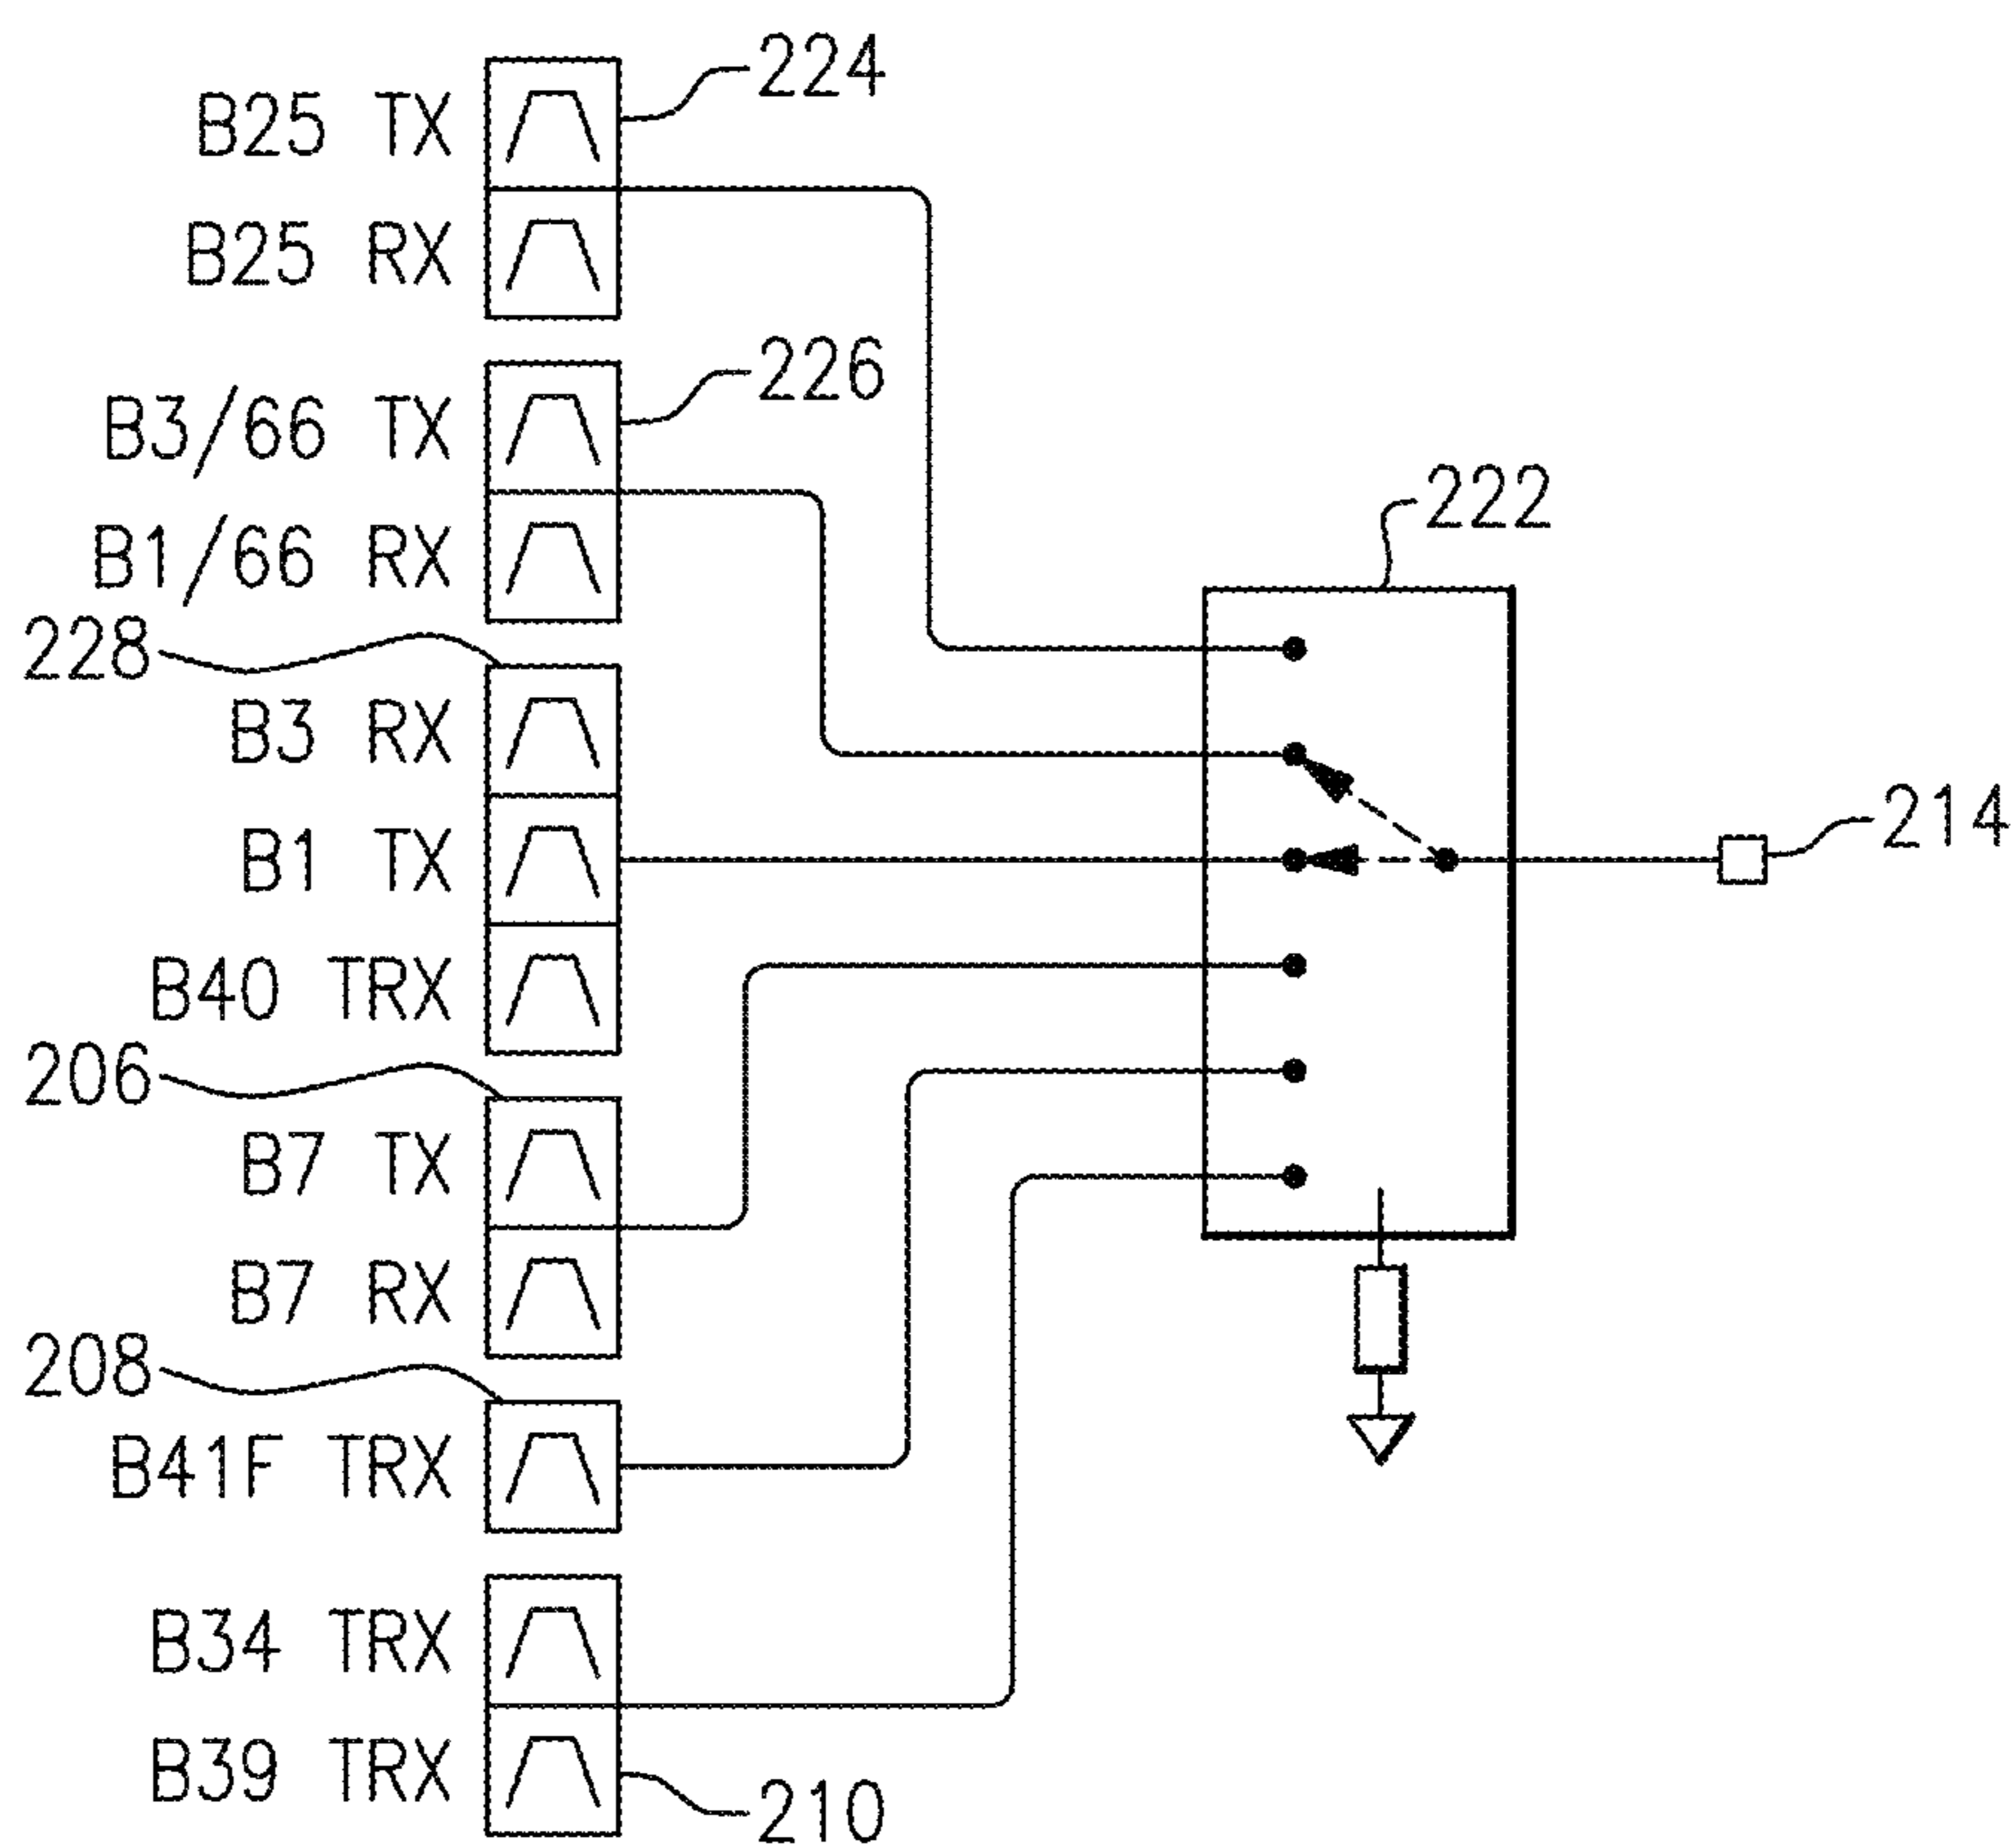 224
B25 TX
B25 RX
226
B3/66 TX
B1/66 RX
222
228
B3 RX
214
B1 TX
B40 TRX
206
B7 TX
B7 RX
208
B41F TRX
B34 TRX
B39 TRX
210